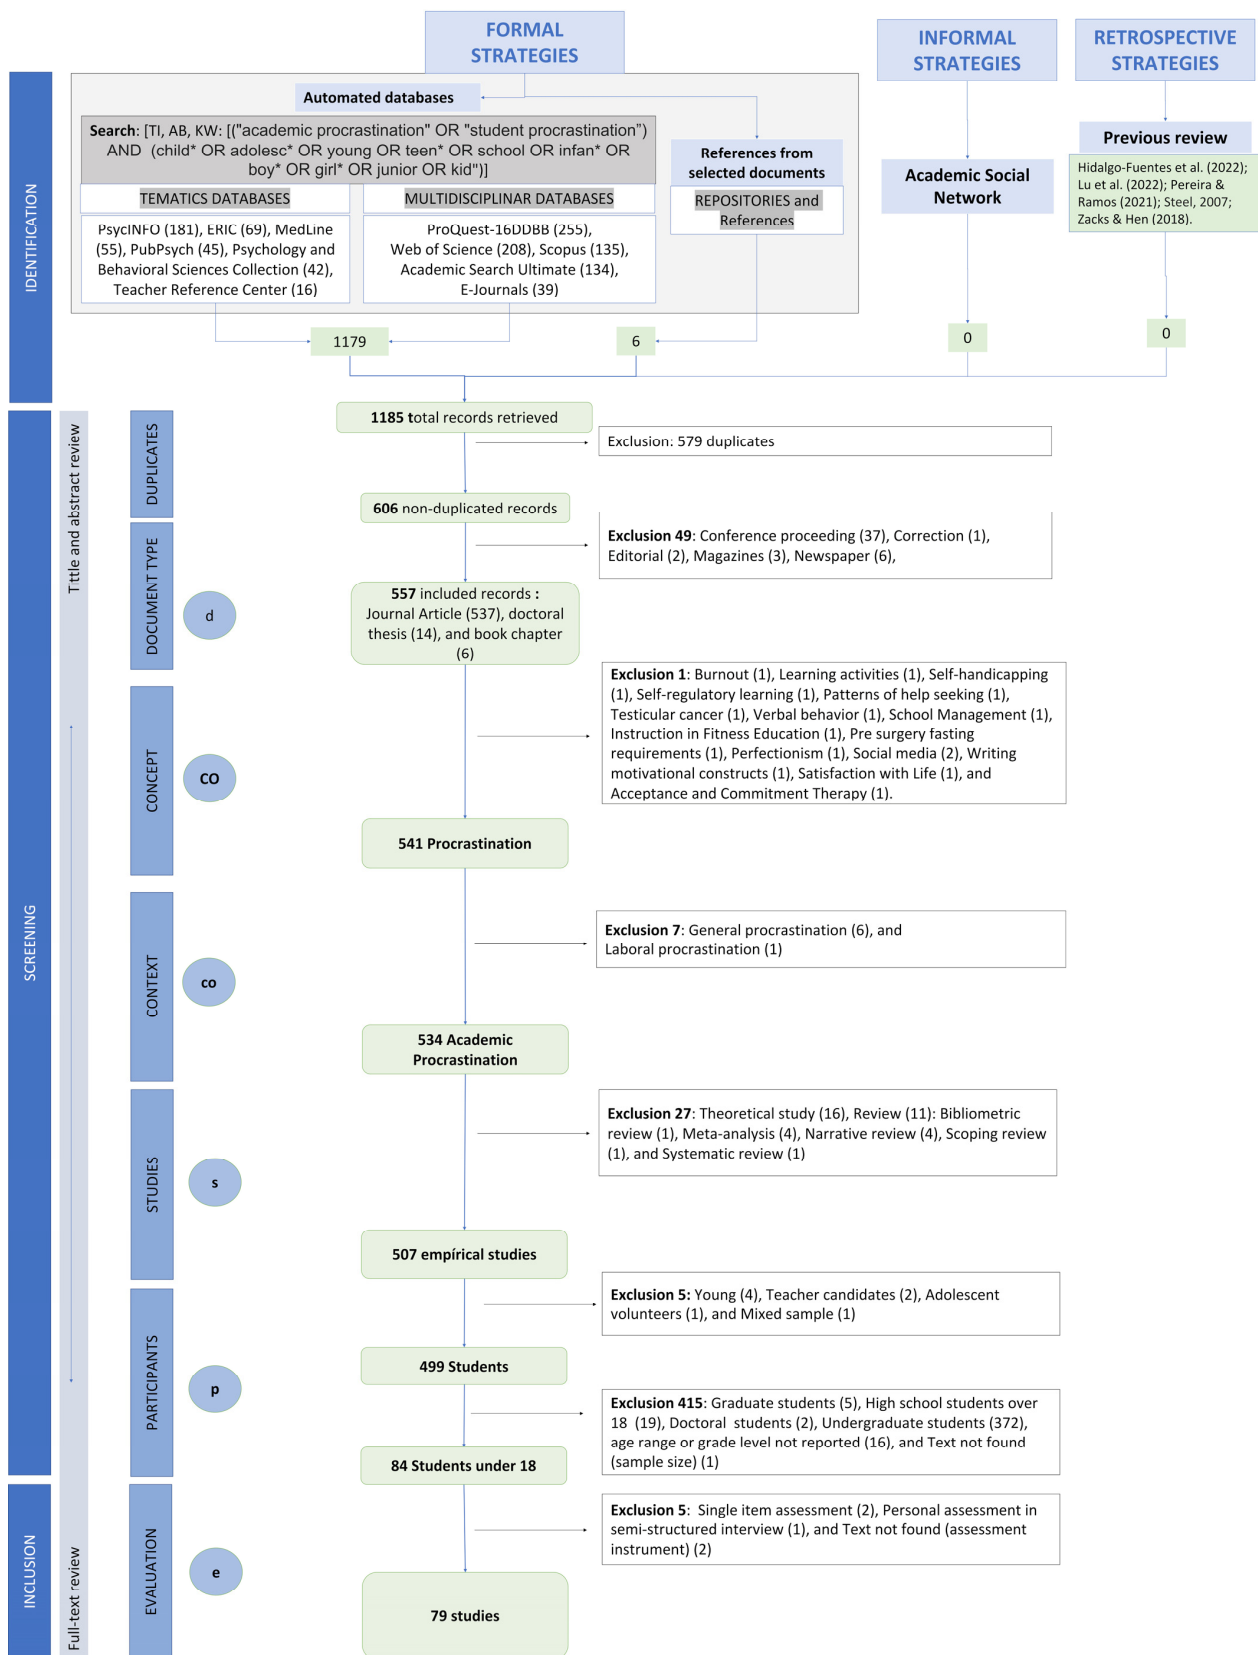 FORMAL
STRATEGIES
INFORMAL
STRATEGIES
RETROSPECTIVE
STRATEGIES
IDENTIFICATION
Automated databases
Search: [TI, AB, KW: [("academic procrastination" OR "student procrastination")
AND (child* OR adolesc* OR young OR teen* OR school OR infan* OR
boy* OR girl* OR junior OR kid")]
TEMATICS DATABASES
MULTIDISCIPLINAR DATABASES
PsycINFO (181), ERIC (69), MedLine
(55), PubPsych (45), Psychology and
Behavioral Sciences Collection (42),
Teacher Reference Center (16)
ProQuest-16DDBB (255),
Web of Science (208), Scopus (135),
Academic Search Ultimate (134),
E-Journals (39)
References from
selected documents
REPOSITORIES and
References
Academic Social
Network
Previous review
Hidalgo-Fuentes et al. (2022);
Lu et al. (2022); Pereira &
Ramos (2021); Steel, 2007;
Zacks & Hen (2018).
1179
6
0
0
SCREENING
Tittle and abstract review
DUPLICATES
1185 total records retrieved
Exclusion: 579 duplicates
606 non-duplicated records
DOCUMENT TYPE
d
Exclusion 49: Conference proceeding (37), Correction (1),
Editorial (2), Magazines (3), Newspaper (6),
557 included records :
Journal Article (537), doctoral
thesis (14), and book chapter
(6)
CONCEPT
CO
Exclusion 1: Burnout (1), Learning activities (1), Self-handicapping
(1), Self-regulatory learning (1), Patterns of help seeking (1),
Testicular cancer (1), Verbal behavior (1), School Management (1),
Instruction in Fitness Education (1), Pre surgery fasting
requirements (1), Perfectionism (1), Social media (2), Writing
motivational constructs (1), Satisfaction with Life (1), and
Acceptance and Commitment Therapy (1).
541 Procrastination
CONTEXT
co
Exclusion 7: General procrastination (6), and
Laboral procrastination (1)
534 Academic
Procrastination
STUDIES
s
Exclusion 27: Theoretical study (16), Review (11): Bibliometric
review (1), Meta-analysis (4), Narrative review (4), Scoping review
(1), and Systematic review (1)
507 empírical studies
PARTICIPANTS
p
Exclusion 5: Young (4), Teacher candidates (2), Adolescent
volunteers (1), and Mixed sample (1)
499 Students
Exclusion 415: Graduate students (5), High school students over
18 (19), Doctoral students (2), Undergraduate students (372),
age range or grade level not reported (16), and Text not found
(sample size) (1)
84 Students under 18
INCLUSION
Full-text review
EVALUATION
e
Exclusion 5: Single item assessment (2), Personal assessment in
semi-structured interview (1), and Text not found (assessment
instrument) (2)
79 studies